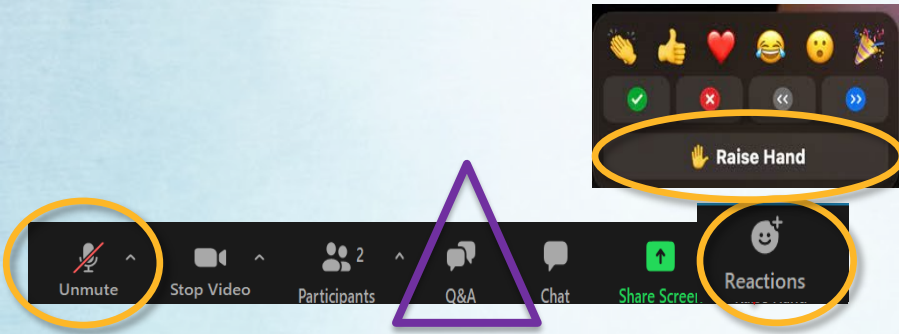 Raise Hand
Unmute
Stop Video
Participants
2
Q&A
Chat
Share Screen
Reactions